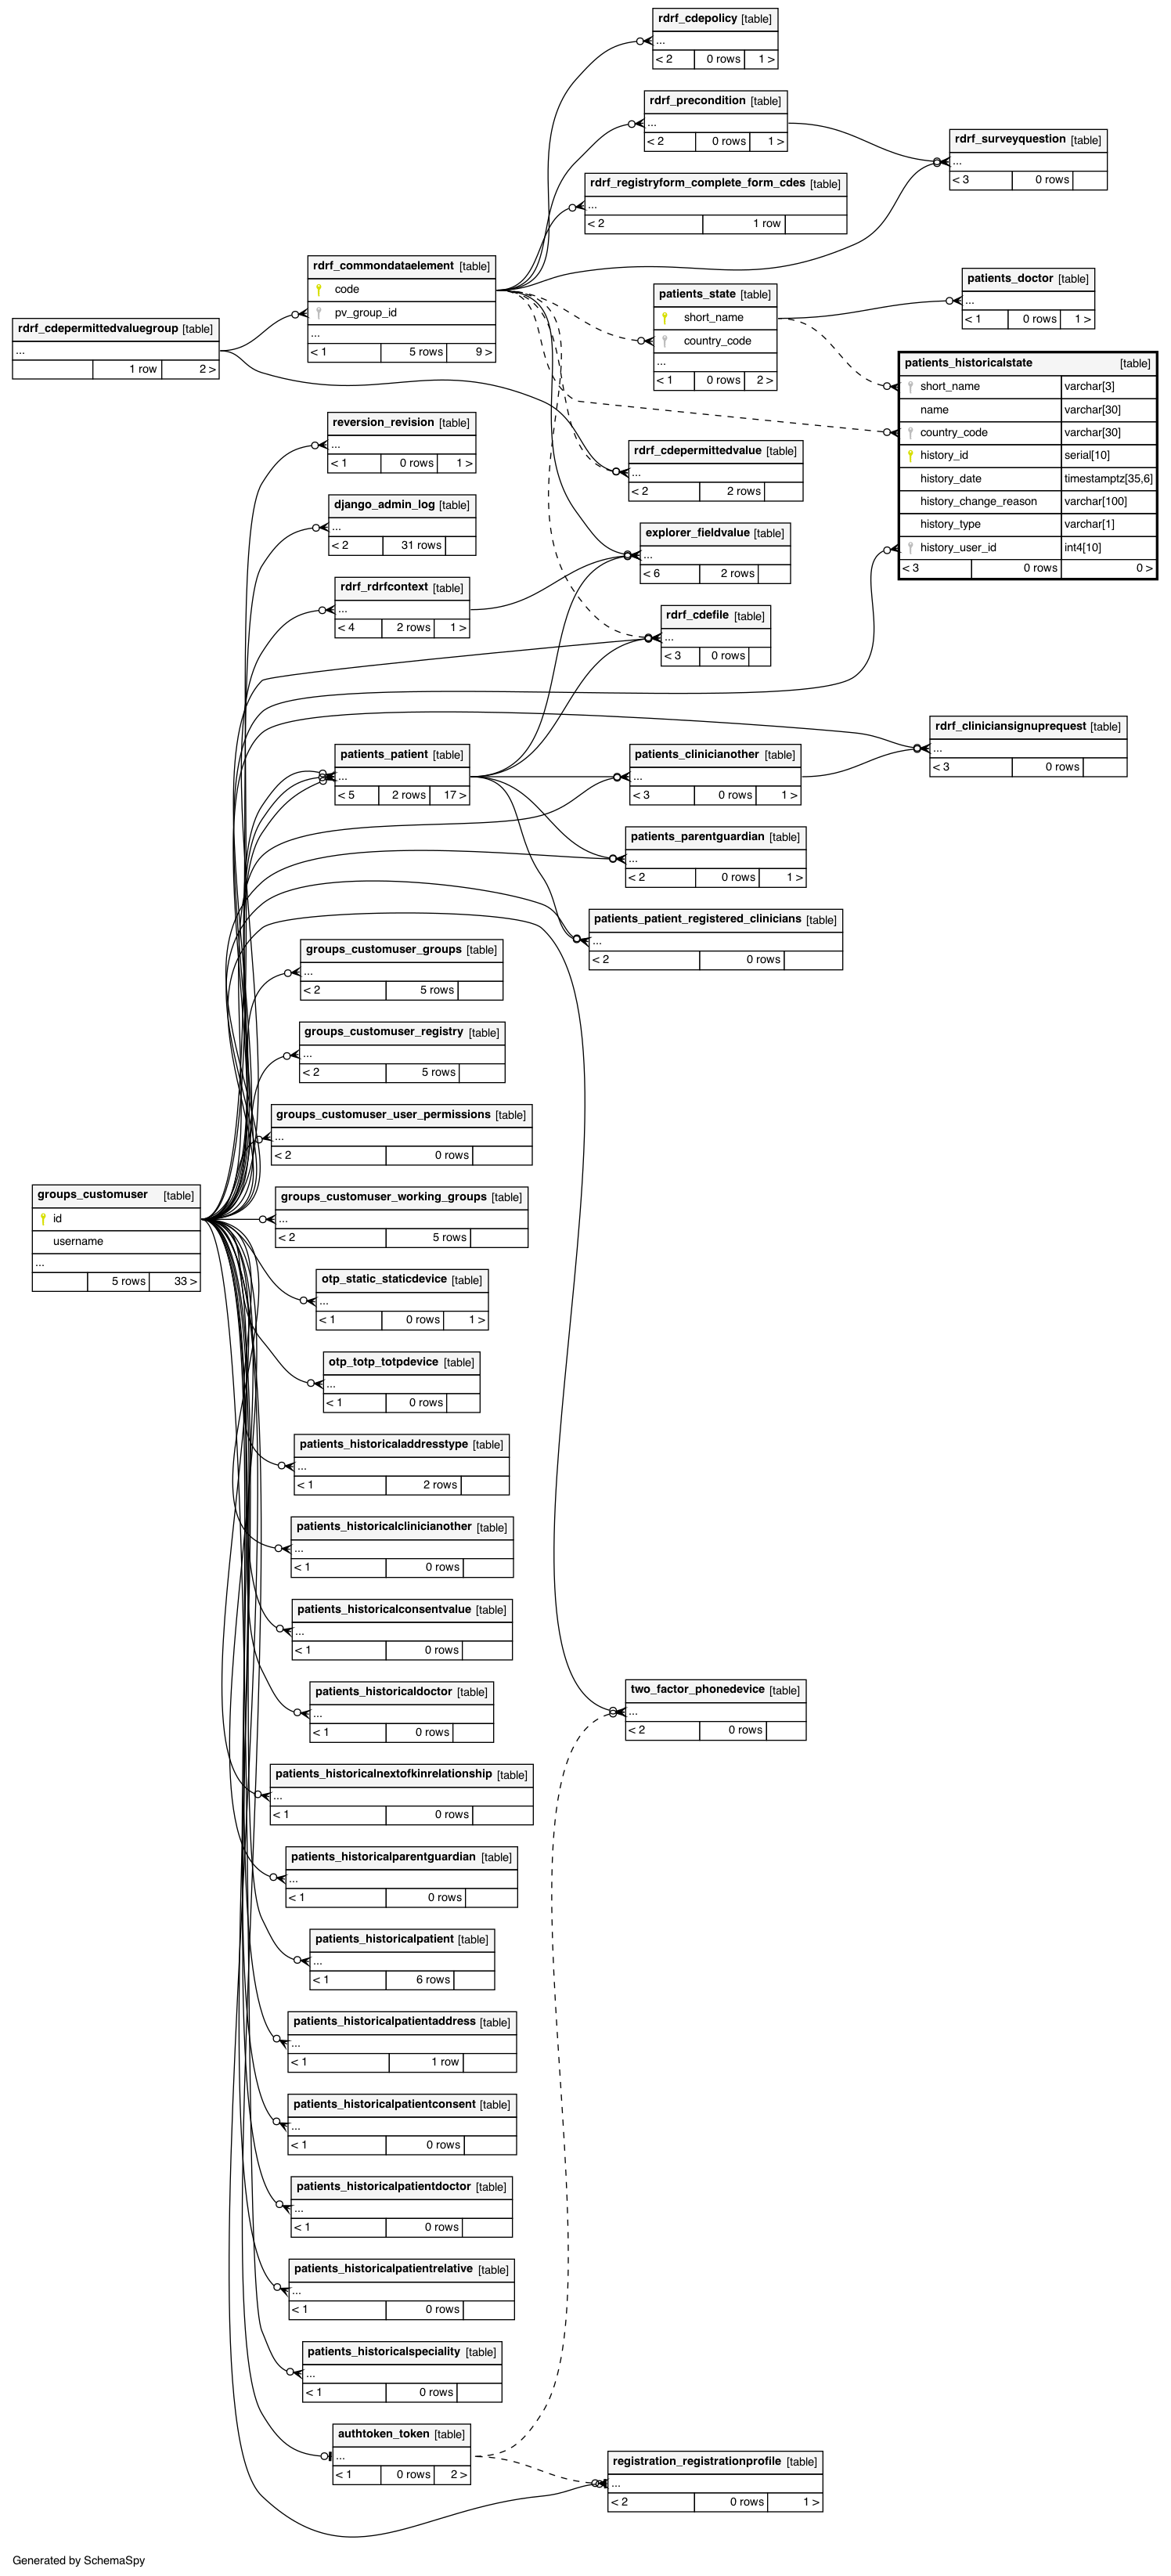 rdrf_cdepolicy [table]
...
< 2 0 rows 1 >
rdrf_precondition [table]
...
< 2 0 rows 1 >
rdrf_surveyquestion [table]
...
< 3 0 rows
rdrf_registryform_complete_form_cdes [table]
...
< 2 1 row
rdrf_commondataelement [table]
code
pv_group_id
...
< 1 5 rows 9 >
patients_state [table]
short_name
country_code
...
< 1 0 rows 2 >
patients_doctor [table]
...
< 1 0 rows 1 >
rdrf_cdepermittedvaluegroup [table]
...
1 row 2 >
patients_historicalstate [table]
short_name varchar[3]
name varchar[30]
country_code varchar[30]
history_id serial[10]
history_date timestamptz[35,6]
history_change_reason varchar[100]
history_type varchar[1]
history_user_id int4[10]
< 3 0 rows 0 >
reversion_revision [table]
...
< 1 0 rows 1 >
rdrf_cdepermittedvalue [table]
...
< 2 2 rows
django_admin_log [table]
...
< 2 31 rows
explorer_fieldvalue [table]
...
< 6 2 rows
rdrf_rdrfcontext [table]
...
< 4 2 rows 1 >
rdrf_cdefile [table]
...
< 3 0 rows
rdrf_cliniciansignuprequest [table]
...
< 3 0 rows
patients_patient [table]
...
< 5 2 rows 17 >
patients_clinicianother [table]
...
< 3 0 rows 1 >
patients_parentguardian [table]
...
< 2 0 rows 1 >
patients_patient_registered_clinicians [table]
...
< 2 0 rows
groups_customuser_groups [table]
...
< 2 5 rows
groups_customuser_registry [table]
...
< 2 5 rows
groups_customuser_user_permissions [table]
...
< 2 0 rows
groups_customuser [table]
id
username
...
5 rows 33 >
groups_customuser_working_groups [table]
...
< 2 5 rows
otp_static_staticdevice [table]
...
< 1 0 rows 1 >
otp_totp_totpdevice [table]
...
< 1 0 rows
patients_historicaladdresstype [table]
...
< 1 2 rows
patients_historicalclinicianother [table]
...
< 1 0 rows
patients_historicalconsentvalue [table]
...
< 1 0 rows
patients_historicaldoctor [table]
...
< 1 0 rows
two_factor_phonedevice [table]
...
< 2 0 rows
patients_historicalnextofkinrelationship [table]
...
< 1 0 rows
patients_historicalparentguardian [table]
...
< 1 0 rows
patients_historicalpatient [table]
...
< 1 6 rows
patients_historicalpatientaddress [table]
...
< 1 1 row
patients_historicalpatientconsent [table]
...
< 1 0 rows
patients_historicalpatientdoctor [table]
...
< 1 0 rows
patients_historicalpatientrelative [table]
...
< 1 0 rows
patients_historicalspeciality [table]
...
< 1 0 rows
authtoken_token [table]
...
< 1 0 rows 2 >
registration_registrationprofile [table]
...
< 2 0 rows 1 >
Generated by SchemaSpy